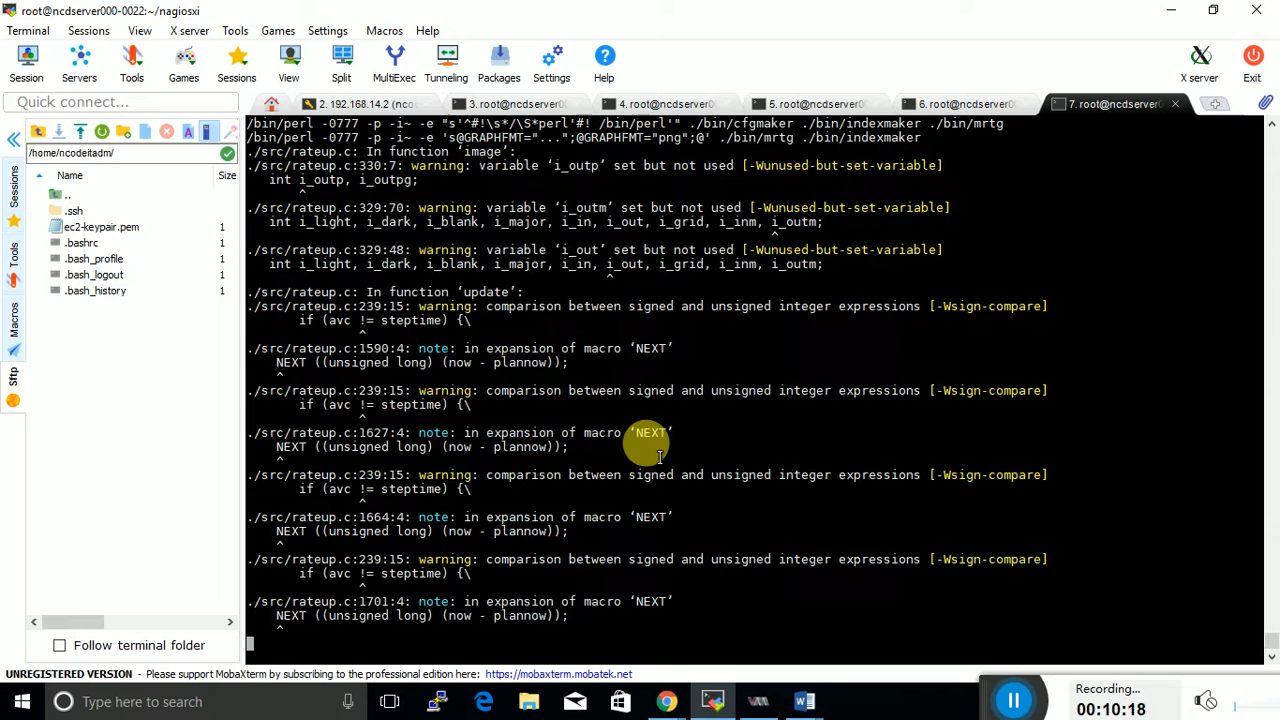 root@ncdserver000-0022:~/nagiosxi
Terminal Sessions View X server Tools Games Settings Macros Help
Session Servers Tools Games Sessions View Split MultiExec Tunneling Packages Settings Help X server Exit
Quick connect...
2. 192.168.14.2 (ncod 3. root@ncdserver00 4. root@ncdserver00 5. root@ncdserver00 6. root@ncdserver00 7. root@ncdserver000
/home/ncodeitadm/
Name Size
..
.ssh
ec2-keypair.pem 1
.bashrc 1
.bash_profile 1
.bash_logout 1
.bash_history 1
Sessions
Tools
Macros
Sftp
Follow terminal folder
/bin/perl -0777 -p -i~ -e "s'^#!\s*/\S*perl'#! /bin/perl'" ./bin/cfgmaker ./bin/indexmaker ./bin/mrtg
/bin/perl -0777 -p -i~ -e 's@GRAPHFMT="...";@GRAPHFMT="png";@' ./bin/mrtg ./bin/indexmaker
./src/rateup.c: In function ‘image’:
./src/rateup.c:330:7: warning: variable ‘i_outp’ set but not used [-Wunused-but-set-variable]
int i_outp, i_outpg;
^
./src/rateup.c:329:70: warning: variable ‘i_outm’ set but not used [-Wunused-but-set-variable]
int i_light, i_dark, i_blank, i_major, i_in, i_out, i_grid, i_inm, i_outm;
^
./src/rateup.c:329:48: warning: variable ‘i_out’ set but not used [-Wunused-but-set-variable]
int i_light, i_dark, i_blank, i_major, i_in, i_out, i_grid, i_inm, i_outm;
^
./src/rateup.c: In function ‘update’:
./src/rateup.c:239:15: warning: comparison between signed and unsigned integer expressions [-Wsign-compare]
if (avc != steptime) {\
^
./src/rateup.c:1590:4: note: in expansion of macro ‘NEXT’
NEXT ((unsigned long) (now - plannow));
^
./src/rateup.c:239:15: warning: comparison between signed and unsigned integer expressions [-Wsign-compare]
if (avc != steptime) {\
^
./src/rateup.c:1627:4: note: in expansion of macro ‘NEXT’
NEXT ((unsigned long) (now - plannow));
^
./src/rateup.c:239:15: warning: comparison between signed and unsigned integer expressions [-Wsign-compare]
if (avc != steptime) {\
^
./src/rateup.c:1664:4: note: in expansion of macro ‘NEXT’
NEXT ((unsigned long) (now - plannow));
^
./src/rateup.c:239:15: warning: comparison between signed and unsigned integer expressions [-Wsign-compare]
if (avc != steptime) {\
^
./src/rateup.c:1701:4: note: in expansion of macro ‘NEXT’
NEXT ((unsigned long) (now - plannow));
^
UNREGISTERED VERSION - Please support MobaXterm by subscribing to the professional edition here: https://mobaxterm.mobatek.net
Type here to search
Recording...
00:10:18